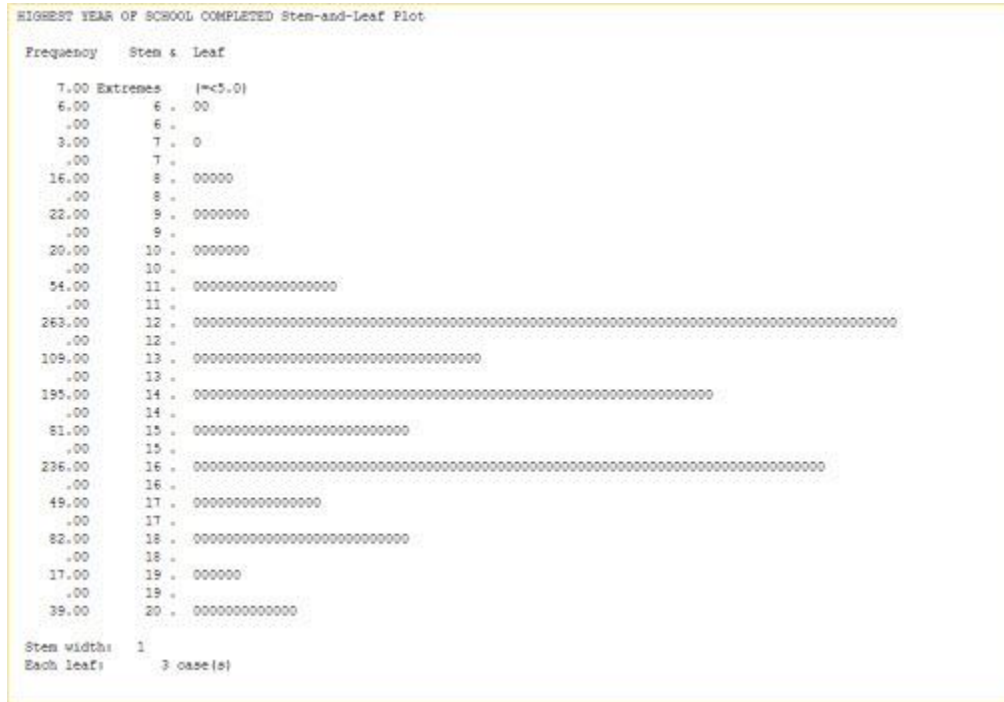 HIGHEST YEAR OF SCHOOL COMPLETED Stem-and-Leaf Plot
Frequency Stem & Leaf
7.00 Extremes (=<5.0)
6.00 6 . 00
.00 6 .
3.00 7 . 0
.00 7 .
16.00 8 . 00000
.00 8 .
22.00 9 . 0000000
.00 9 .
20.00 10 . 0000000
.00 10 .
54.00 11 . 000000000000000000
.00 11 .
263.00 12 . 0000000000000000000000000000000000000000000000000000000000000000000000000000000000000000
.00 12 .
109.00 13 . 000000000000000000000000000000000000
.00 13 .
195.00 14 . 00000000000000000000000000000000000000000000000000000000000000000
.00 14 .
81.00 15 . 000000000000000000000000000
.00 15 .
236.00 16 . 0000000000000000000000000000000000000000000000000000000000000000000000000000000
.00 16 .
49.00 17 . 0000000000000000
.00 17 .
82.00 18 . 000000000000000000000000000
.00 18 .
17.00 19 . 000000
.00 19 .
39.00 20 . 0000000000000
Stem width: 1
Each leaf: 3 case(s)